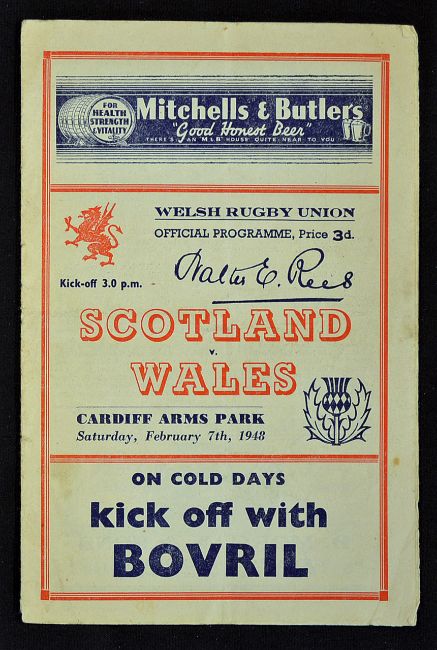 FOR
HEALTH
STRENGTH
& VITALITY
Mitchells & Butlers
"Good Honest Beer"
THERE'S AN M & B HOUSE QUITE NEAR TO YOU
WELSH RUGBY UNION
OFFICIAL PROGRAMME, Price 3d.
Kick-off 3.0 p.m.
Walter E. Rees
SCOTLAND
v.
WALES
CARDIFF ARMS PARK
Saturday, February 7th, 1948
ON COLD DAYS
kick off with
BOVRIL